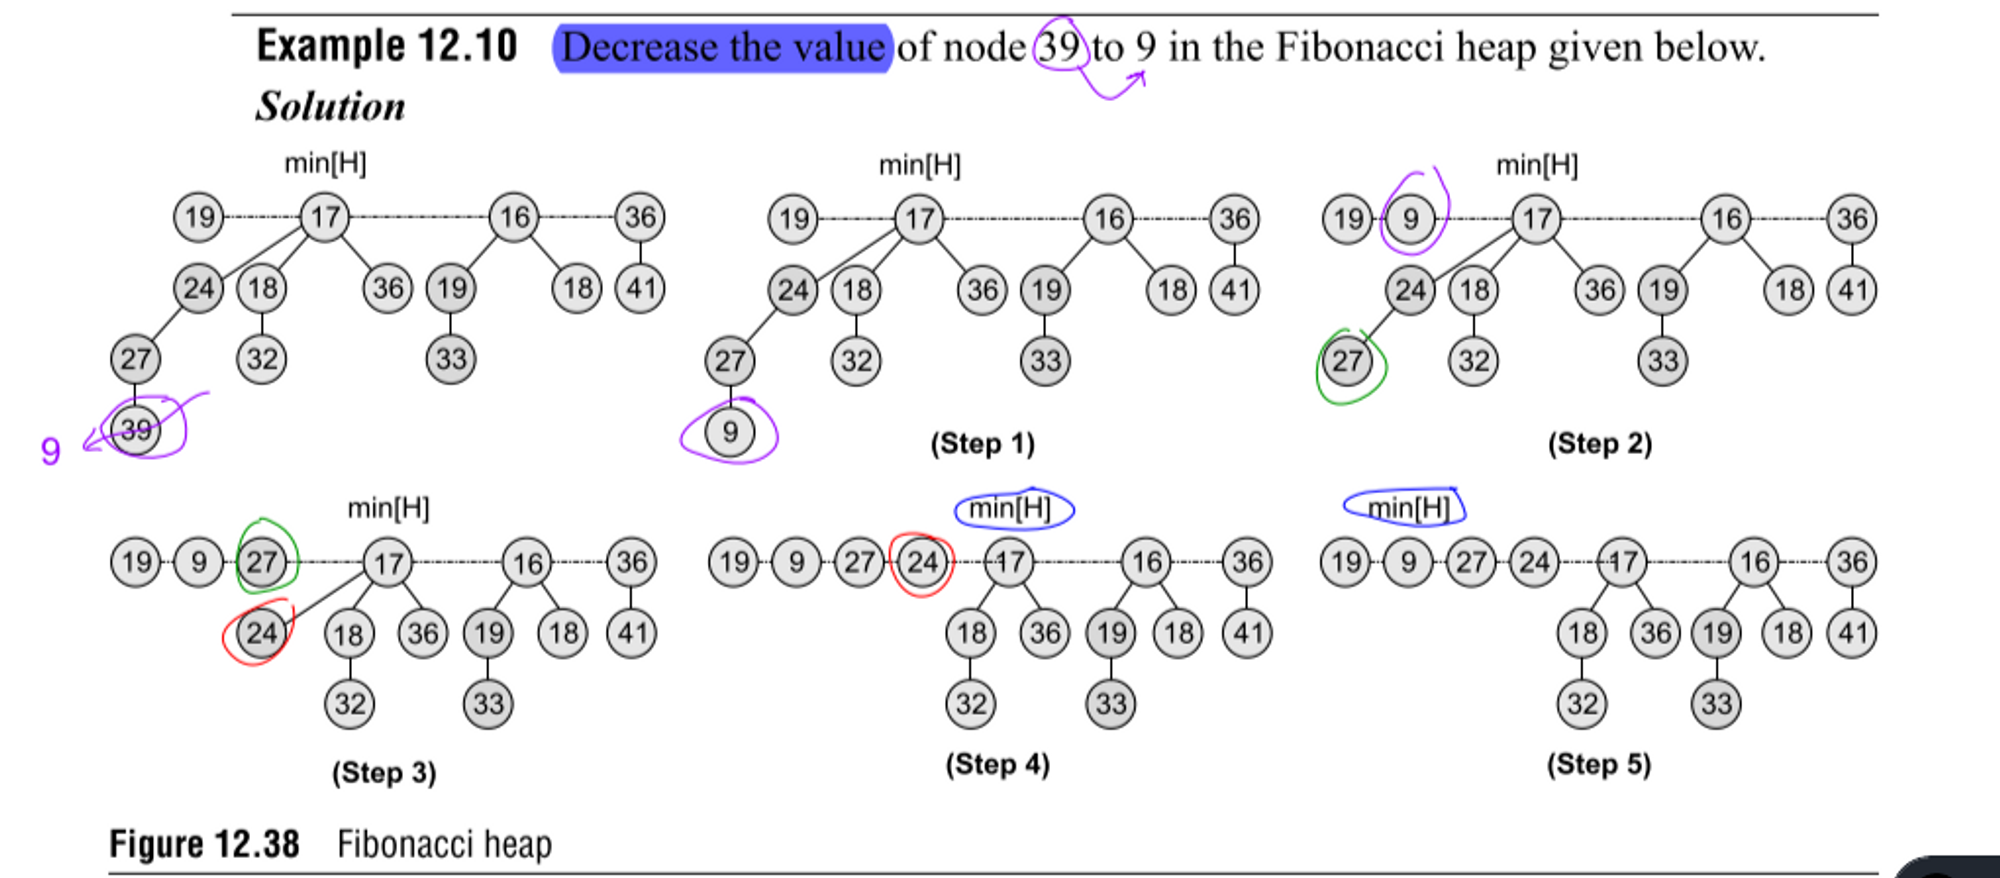 Example 12.10 Decrease the value of node 39 to 9 in the Fibonacci heap given below.
Solution
min[H]
19 17 16 36
24 18 36 19 18 41
27 32 33
39
9
min[H]
19 17 16 36
24 18 36 19 18 41
27 32 33
9
(Step 1)
min[H]
19 9 17 16 36
24 18 36 19 18 41
27 32 33
(Step 2)
min[H]
19 9 27 17 16 36
24 18 36 19 18 41
32 33
(Step 3)
min[H]
19 9 27 24 17 16 36
18 36 19 18 41
32 33
(Step 4)
min[H]
19 9 27 24 17 16 36
18 36 19 18 41
32 33
(Step 5)
Figure 12.38 Fibonacci heap